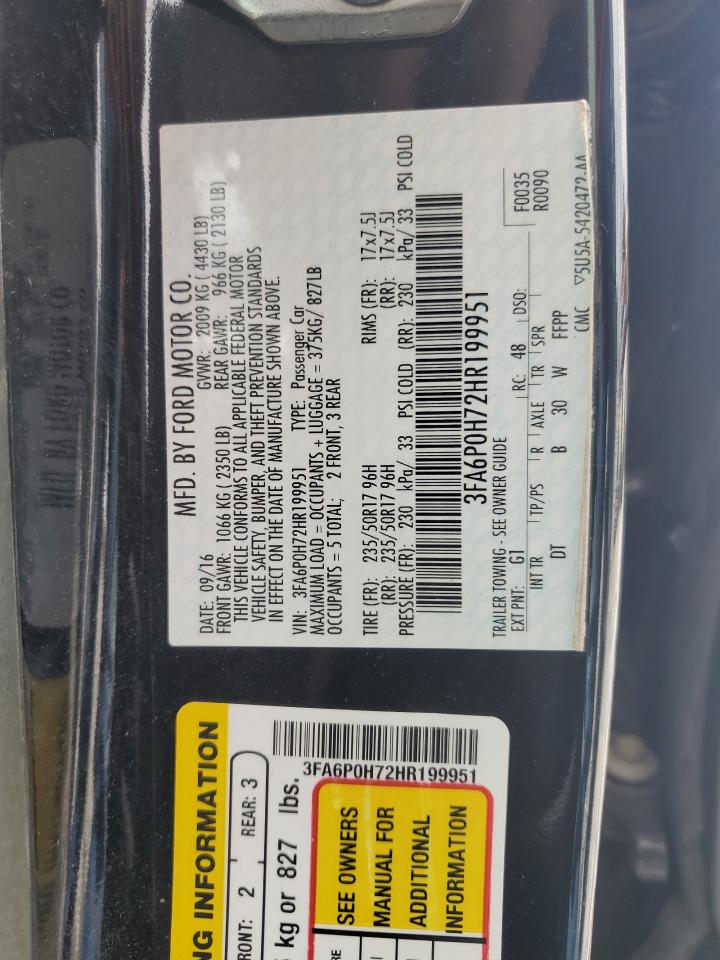 MFD. BY FORD MOTOR CO.
DATE: 09/16 GVWR: 2009 KG ( 4430 LB)
FRONT GAWR: 1066 KG ( 2350 LB) REAR GAWR: 966 KG ( 2130 LB)
THIS VEHICLE CONFORMS TO ALL APPLICABLE FEDERAL MOTOR
VEHICLE SAFETY, BUMPER, AND THEFT PREVENTION STANDARDS
IN EFFECT ON THE DATE OF MANUFACTURE SHOWN ABOVE.
VIN: 3FA6P0H72HR199951 TYPE: Passenger Car
MAXIMUM LOAD = OCCUPANTS + LUGGAGE = 375KG/ 827LB
OCCUPANTS = 5 TOTAL; 2 FRONT, 3 REAR
TIRE (FR): 235/50R17 96H RIMS (FR): 17x7.5J
(RR): 235/50R17 96H (RR): 17x7.5J
PRESSURE (FR): 230 kPa/ 33 PSI COLD (RR): 230 kPa/ 33 PSI COLD
3FA6P0H72HR199951
TRAILER TOWING - SEE OWNER GUIDE
F0035
R0090
EXT PNT: G1 RC: 48 DSO:
INT TR TP/PS R AXLE TR SPR
DT B 30 W FFPP
CMC 5U5A-5420472-AA
NG INFORMATION
FRONT: 2 REAR: 3
kg or 827 lbs.
3FA6P0H72HR199951
SEE OWNERS
MANUAL FOR
ADDITIONAL
INFORMATION